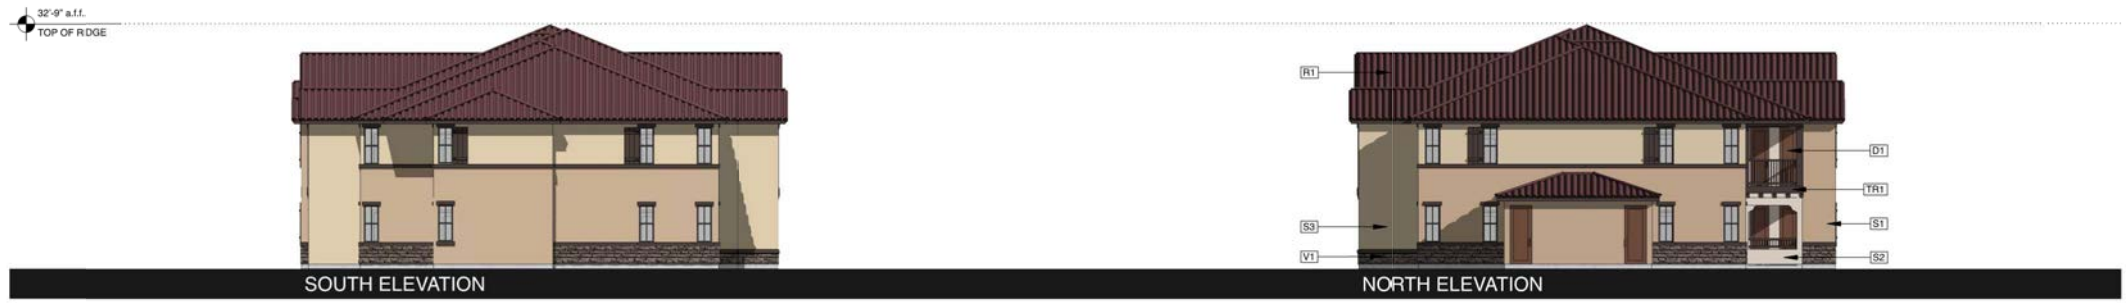 32'-9" a.f.f.
TOP OF RIDGE
R1
D1
TR1
S3
S1
V1
S2
SOUTH ELEVATION
NORTH ELEVATION